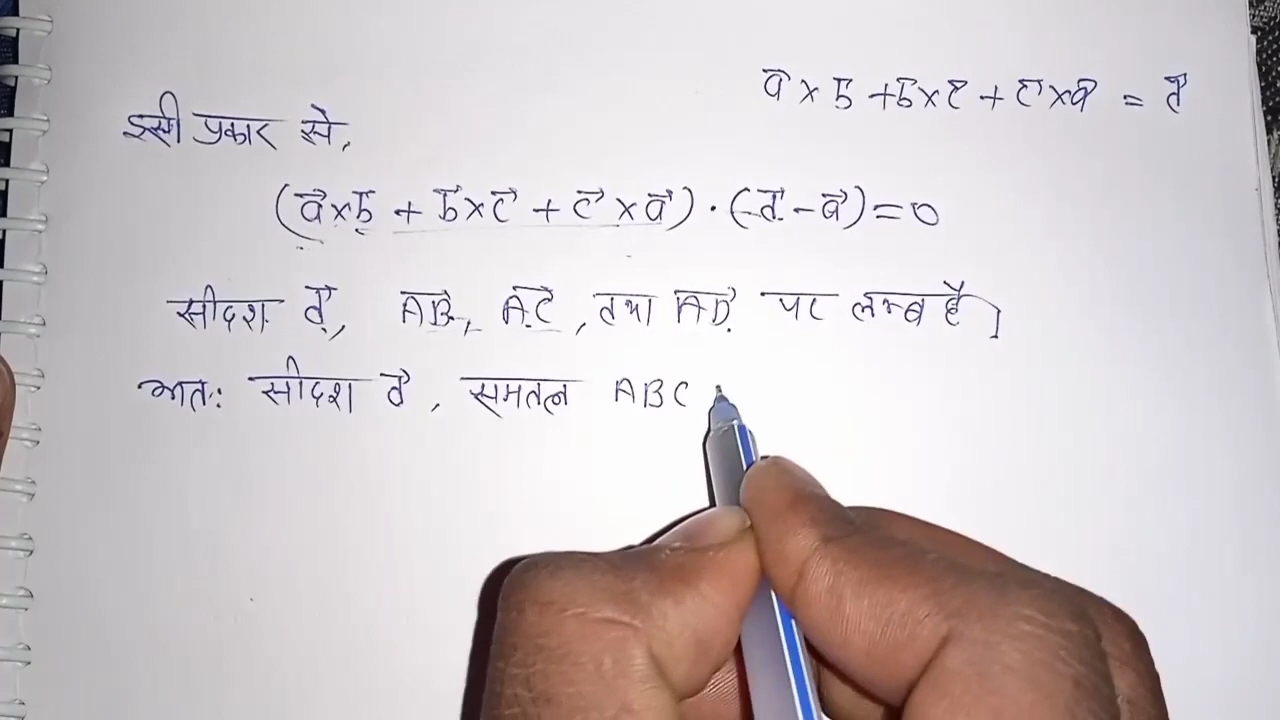 a⃗ × b⃗ + b⃗ × c⃗ + c⃗ × a⃗ = r⃗
इसी प्रकार से,
(a⃗ × b⃗ + b⃗ × c⃗ + c⃗ × a⃗) · (r⃗ - a⃗) = 0
सदिश r⃗, AB⃗, AC⃗, तथा AD⃗ पर लम्ब है।
अतः सदिश r⃗, समतल ABC